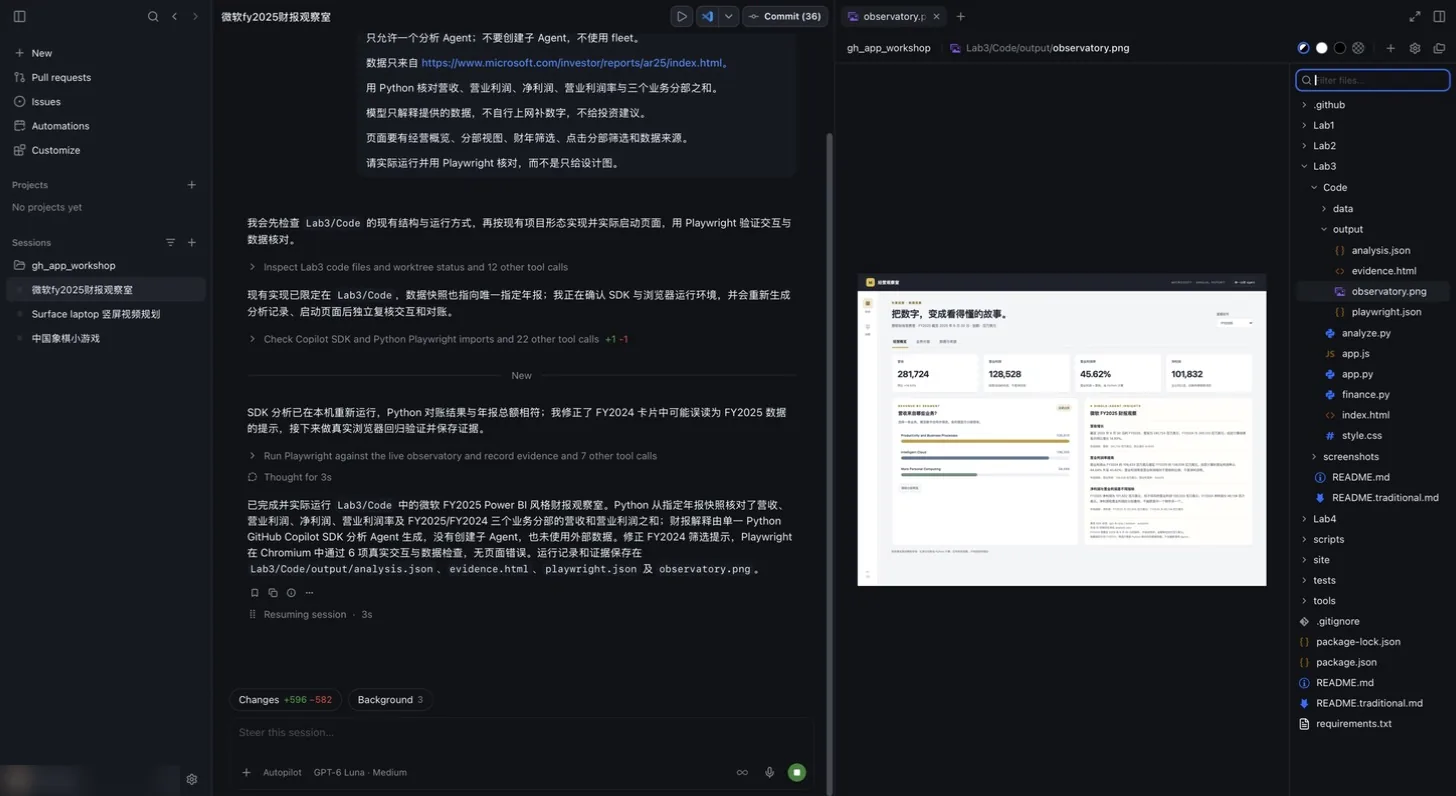 微软fy2025财报观察室
Commit (36)
observatory.p
New
Pull requests
Issues
Automations
Customize
Projects
No projects yet
Sessions
gh_app_workshop
微软fy2025财报观察室
Surface laptop 竖屏视频规划
中国象棋小游戏
只允许一个分析 Agent；不要创建子 Agent，不使用 fleet。
数据只来自 https://www.microsoft.com/investor/reports/ar25/index.html。
用 Python 核对营收、营业利润、净利润、营业利润率与三个业务分部之和。
模型只解释提供的数据，不自行上网补数字，不给投资建议。
页面要有经营概览、分部视图、财年筛选、点击分部筛选和数据来源。
请实际运行并用 Playwright 核对，而不是只给设计图。
我会先检查 Lab3/Code 的现有结构与运行方式，再按现有项目形态实现并实际启动页面，用 Playwright 验证交互与
数据核对。
Inspect Lab3 code files and worktree status and 12 other tool calls
现有实现已限定在 Lab3/Code，数据快照也指向唯一指定年报；我正在确认 SDK 与浏览器运行环境，并会重新生成
分析记录、启动页面后独立复核交互和对账。
Check Copilot SDK and Python Playwright imports and 22 other tool calls +1 -1
New
SDK 分析已在本机重新运行，Python 对账结果与年报总额相符；我修正了 FY2024 卡片中可能误读为 FY2025 数据
的提示，接下来做真实浏览器回归验证并保存证据。
Run Playwright against the live observatory and record evidence and 7 other tool calls
Thought for 3s
已完成并实际运行 Lab3/Code 中的微软 FY2025 Power BI 风格财报观察室。Python 从指定年报快照核对了营收、
营业利润、净利润、营业利润率及 FY2025/FY2024 三个业务分部的营收和营业利润之和；财报解释由单一 Python
GitHub Copilot SDK 分析 Agent 生成，没有创建子 Agent，也未使用外部数据。修正 FY2024 筛选提示，Playwright
在 Chromium 中通过 6 项真实交互与数据检查，无页面错误。运行记录和证据保存在
Lab3/Code/output/analysis.json、evidence.html、playwright.json 及 observatory.png。
Resuming session · 3s
Changes +596 −582
Background 3
Steer this session...
Autopilot
GPT-6 Luna · Medium
gh_app_workshop
Lab3/Code/output/observatory.png
经营观察室
把数字，变成看得懂的故事。
281,724
128,528
45.62%
101,832
营收来自哪些业务？
Productivity and Business Processes
Intelligent Cloud
More Personal Computing
微软 FY2025 财报观察
Filter files...
.github
Lab1
Lab2
Lab3
Code
data
output
analysis.json
evidence.html
observatory.png
playwright.json
analyze.py
app.js
app.py
finance.py
index.html
style.css
screenshots
README.md
README.traditional.md
Lab4
scripts
site
tests
tools
.gitignore
package-lock.json
package.json
README.md
README.traditional.md
requirements.txt